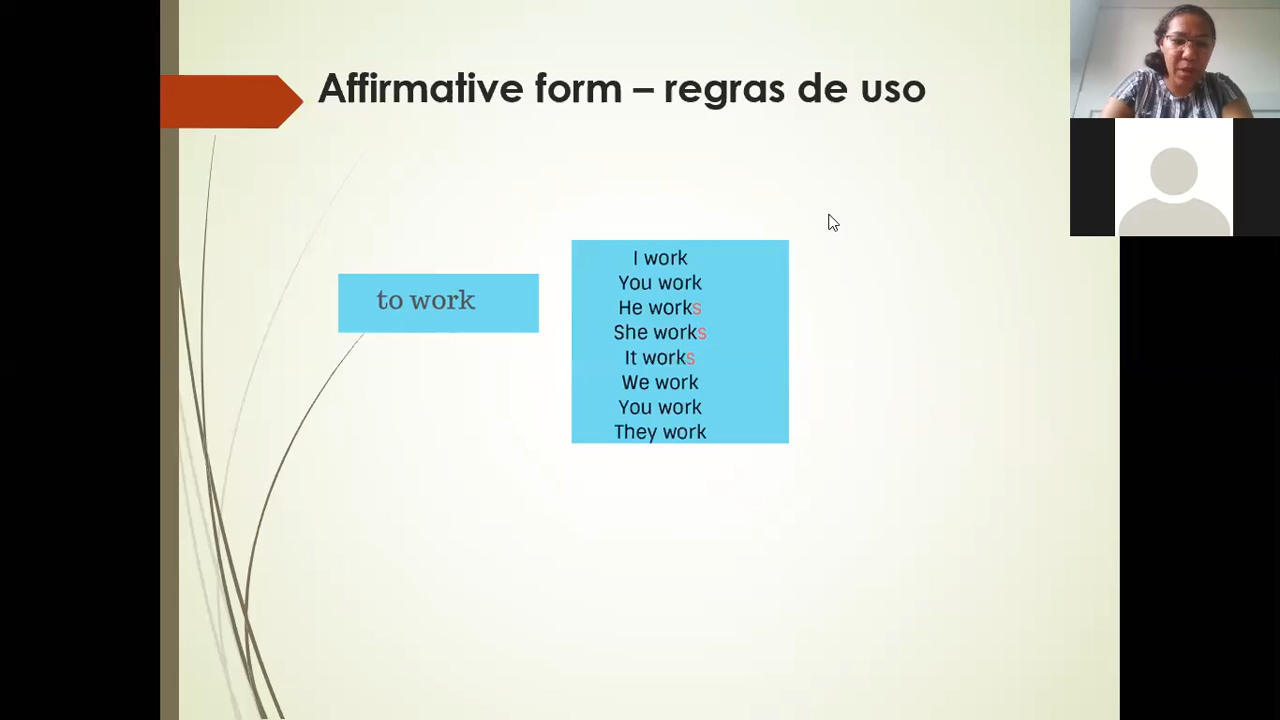 Affirmative form – regras de uso
to work
I work
You work
He works
She works
It works
We work
You work
They work